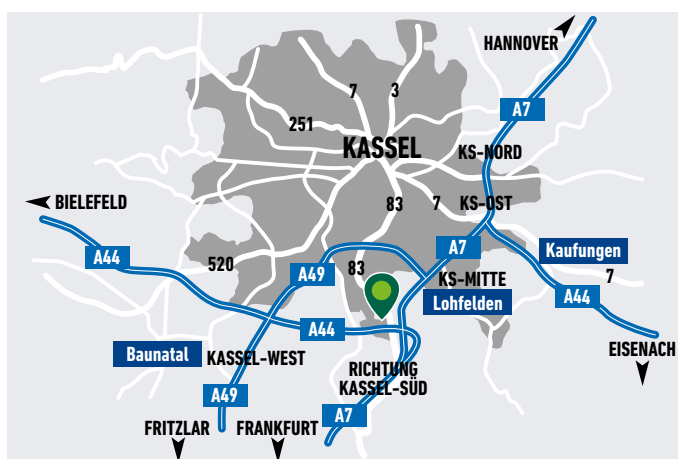 HANNOVER
7
3
A7
251
KASSEL
KS-NORD
BIELEFELD
83
7
KS-OST
A44
520
A49
83
A7
Kaufungen
KS-MITTE
7
Lohfelden
A44
A44
Baunatal
KASSEL-WEST
EISENACH
RICHTUNG
KASSEL-SÜD
A49
A7
FRITZLAR
FRANKFURT